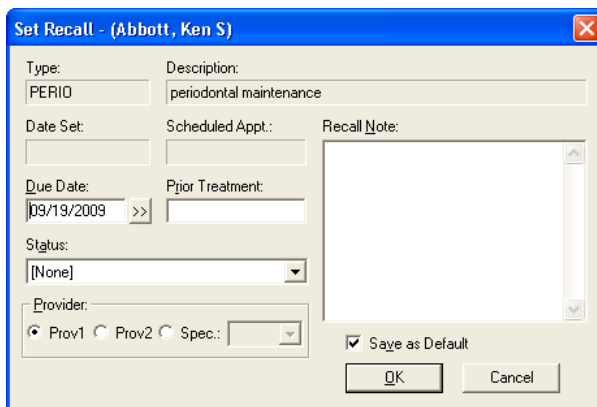 Set Recall - (Abbott, Ken S)
Type: Description:
PERIO periodontal maintenance
Date Set: Scheduled Appt.: Recall Note:
Due Date: Prior Treatment:
09/19/2009 >>
Status:
[None]
Provider:
Prov1 Prov2 Spec.:
Save as Default
OK Cancel